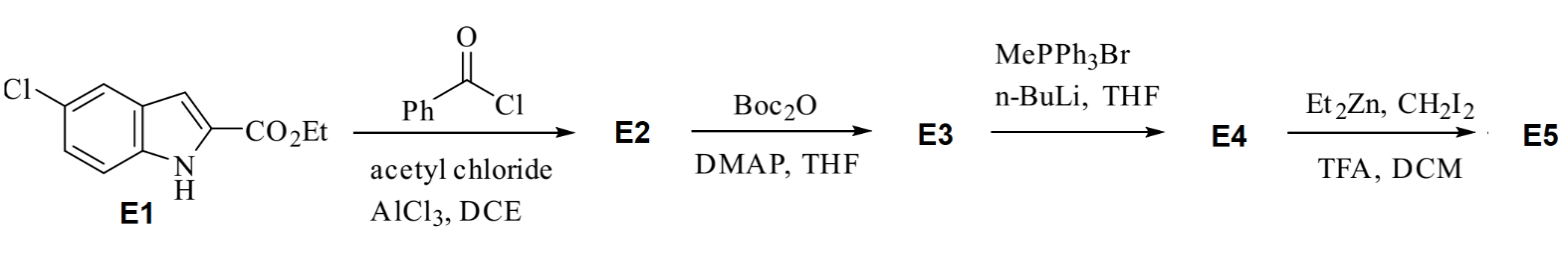 O
Cl
Ph
Cl
CO₂Et
N
H
E1
acetyl chloride
AlCl₃, DCE
E2
Boc₂O
DMAP, THF
E3
MePPh₃Br
n-BuLi, THF
E4
Et₂Zn, CH₂I₂
TFA, DCM
E5